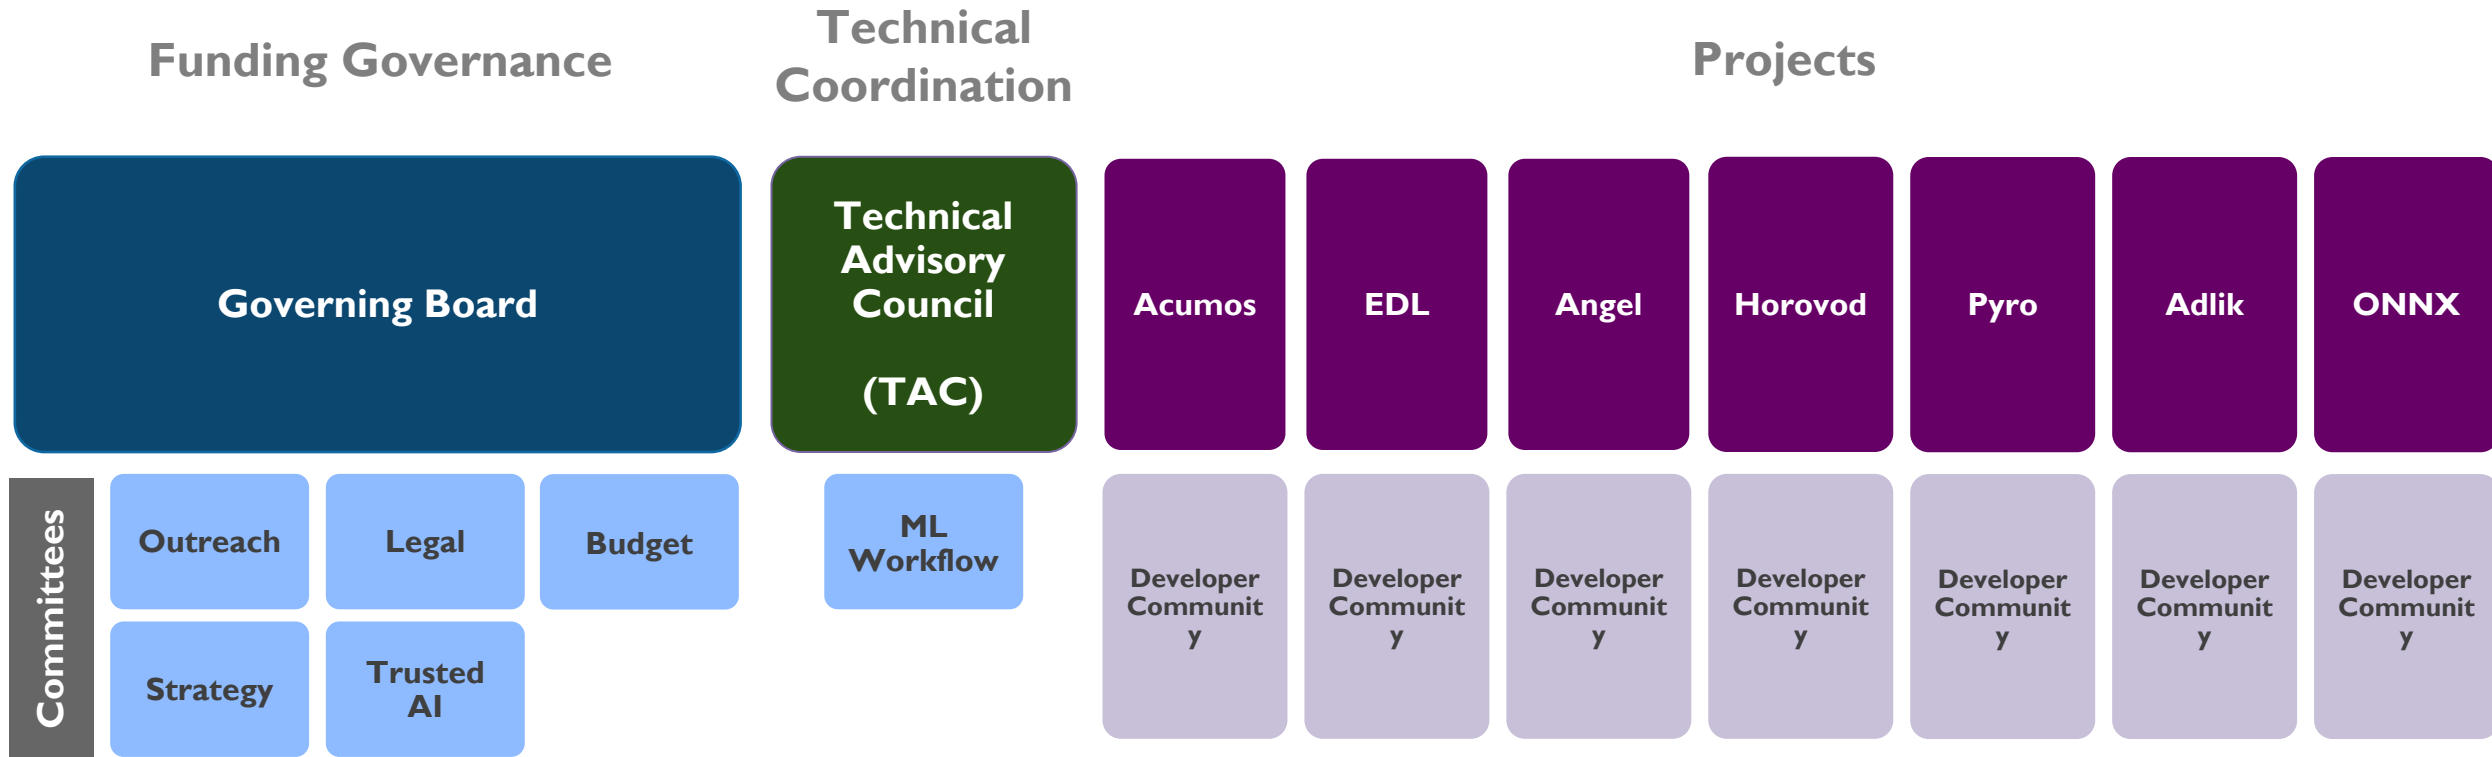 Funding Governance
Technical
Coordination
Projects
Governing Board
Technical
Advisory
Council
(TAC)
Acumos
EDL
Angel
Horovod
Pyro
Adlik
ONNX
Committees
Outreach
Legal
Budget
Strategy
Trusted
AI
ML
Workflow
Developer
Communit
y
Developer
Communit
y
Developer
Communit
y
Developer
Communit
y
Developer
Communit
y
Developer
Communit
y
Developer
Communit
y